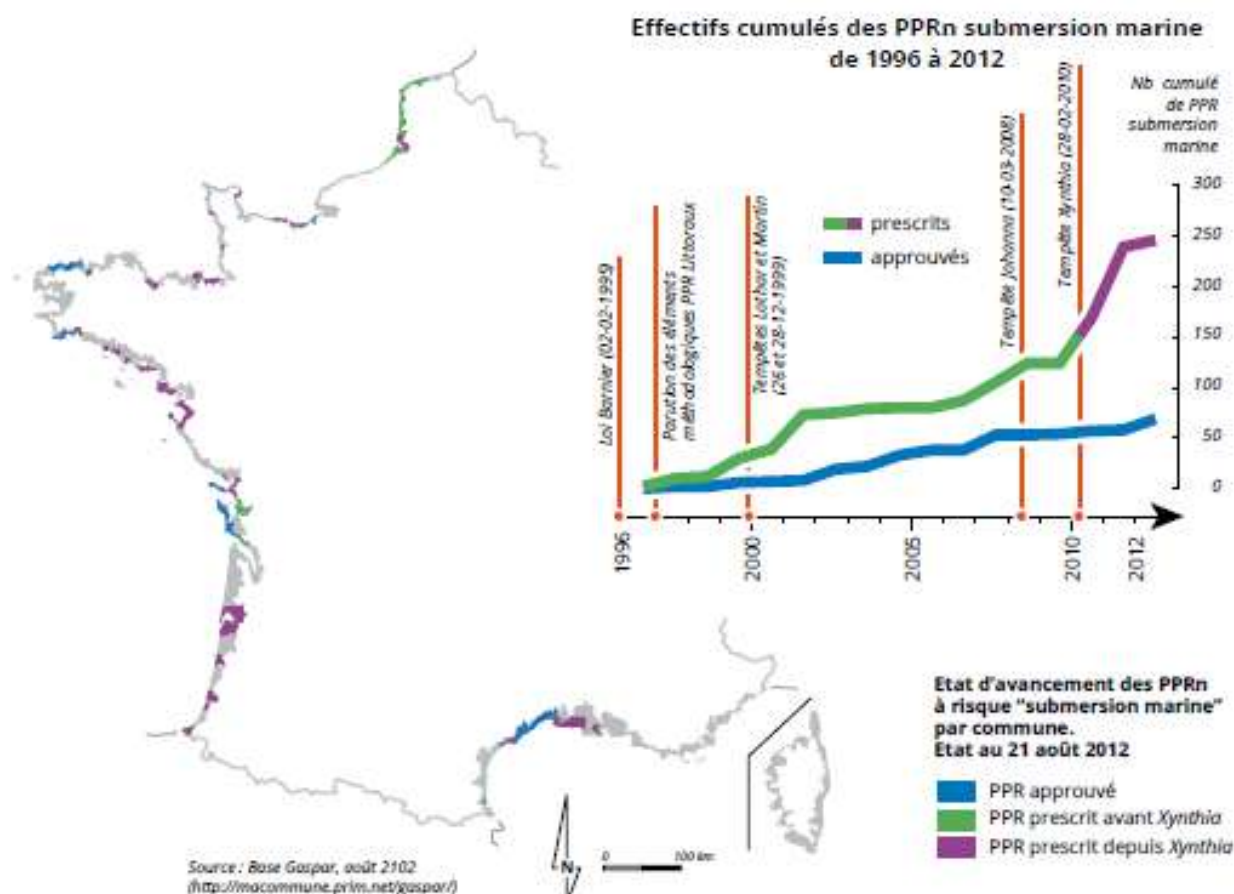 Effectifs cumulés des PPRn submersion marine
de 1996 à 2012
Nb cumulé
de PPR
submersion
marine
Loi Barnier (02-02-1999)
Parution des éléments
méthodologiques PPR Littoraux
Tempêtes Lothar et Martin
(26 et 28-12-1999)
Tempête Johanna (10-03-2008)
Tempête Xynthia (28-02-2010)
prescrits
approuvés
300
250
200
150
100
50
0
1996
2000
2005
2010
2012
Etat d'avancement des PPRn
à risque "submersion marine"
par commune.
Etat au 21 août 2012
PPR approuvé
PPR prescrit avant Xynthia
PPR prescrit depuis Xynthia
N
0 100 km
Source : Base Gaspar, août 2102
(http://macommune.prim.net/gaspar/)